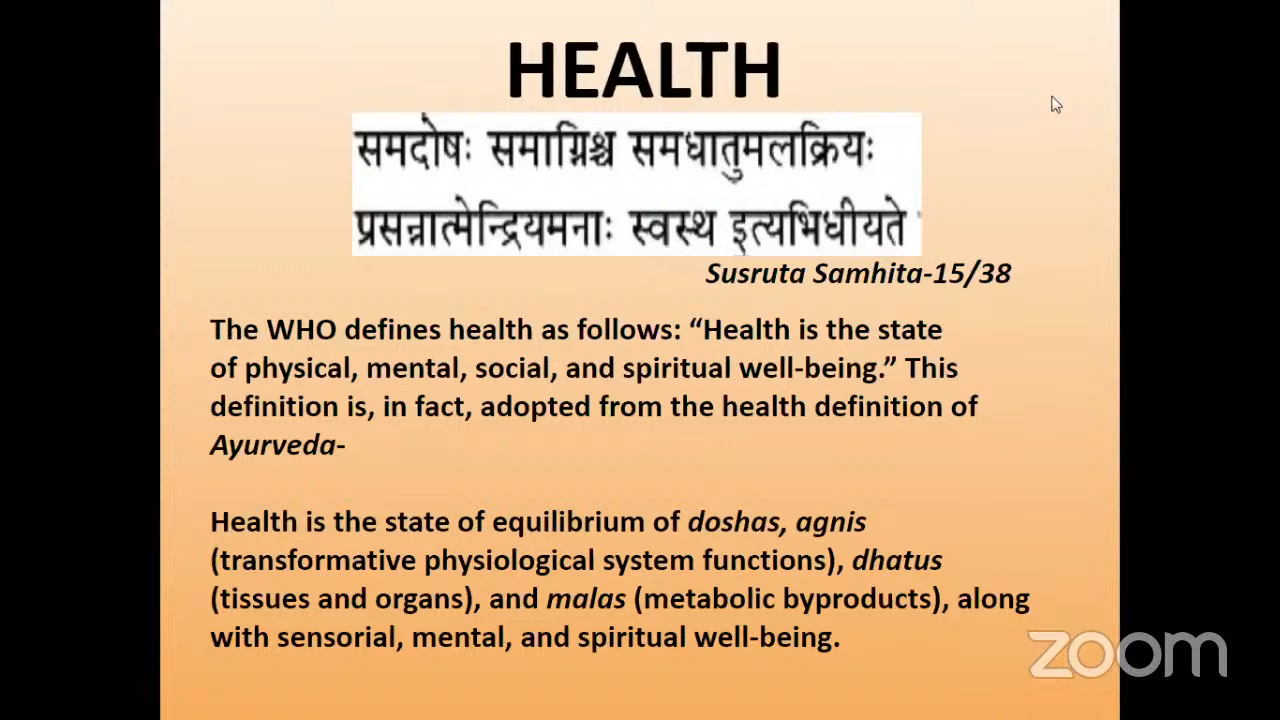 HEALTH
समदोषः समाग्निश्च समधातुमलक्रियः
प्रसन्नात्मेन्द्रियमनाः स्वस्थ इत्यभिधीयते
Susruta Samhita-15/38
The WHO defines health as follows: “Health is the state
of physical, mental, social, and spiritual well-being.” This
definition is, in fact, adopted from the health definition of
Ayurveda-
Health is the state of equilibrium of doshas, agnis
(transformative physiological system functions), dhatus
(tissues and organs), and malas (metabolic byproducts), along
with sensorial, mental, and spiritual well-being.
zoom